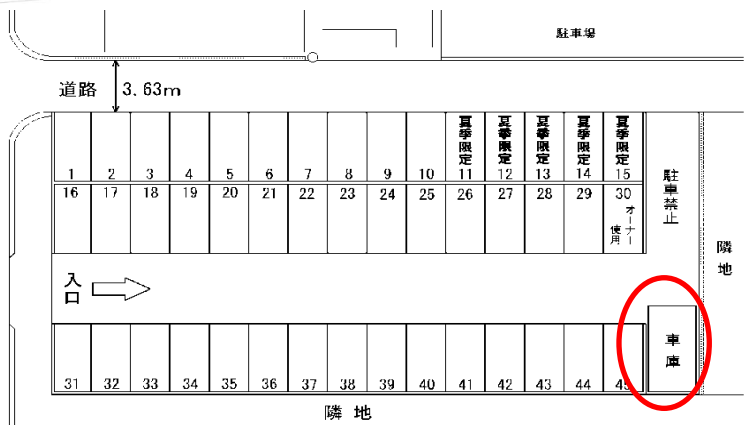 駐車場
道路 3.63m
夏季限定 夏季限定 夏季限定 夏季限定 夏季限定
1 2 3 4 5 6 7 8 9 10 11 12 13 14 15
16 17 18 19 20 21 22 23 24 25 26 27 28 29 30
オーナー
使用
駐車禁止
隣地
入口
車庫
31 32 33 34 35 36 37 38 39 40 41 42 43 44 45
隣地